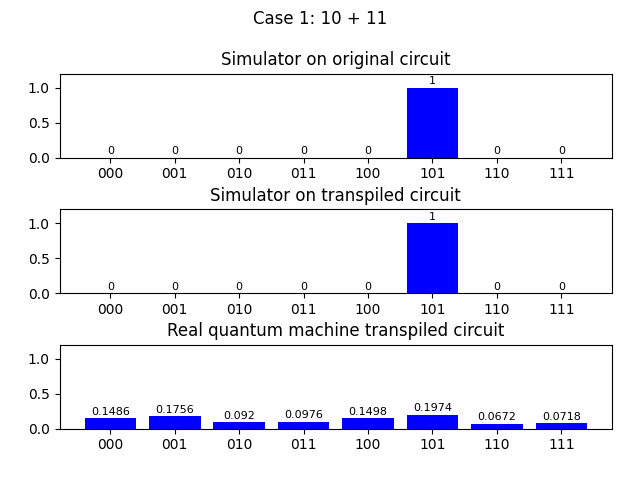 Case 1: 10 + 11
Simulator on original circuit
1.0
0.5
0.0
0 0 0 0 0 1 0 0
000 001 010 011 100 101 110 111
Simulator on transpiled circuit
1.0
0.5
0.0
0 0 0 0 0 1 0 0
000 001 010 011 100 101 110 111
Real quantum machine transpiled circuit
1.0
0.5
0.0
0.1486 0.1756 0.092 0.0976 0.1498 0.1974 0.0672 0.0718
000 001 010 011 100 101 110 111